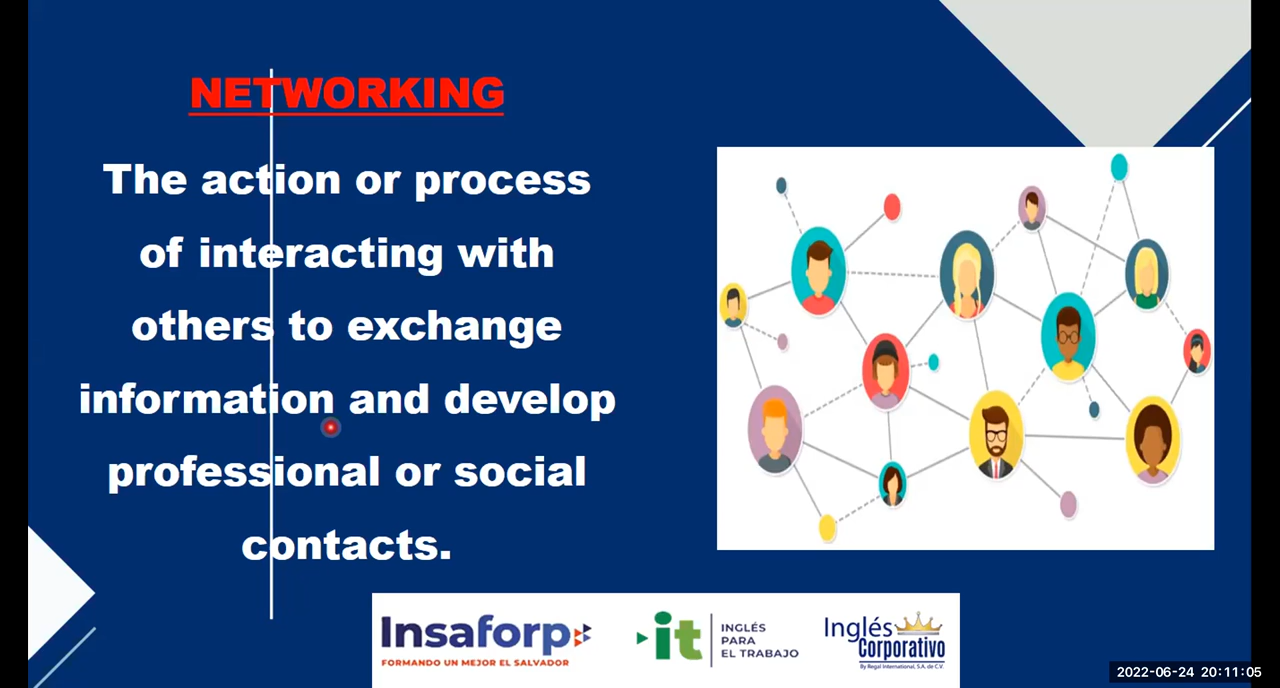 NETWORKING
The action or process
of interacting with
others to exchange
information and develop
professional or social
contacts.
Insaforp
FORMANDO UN MEJOR EL SALVADOR
it
INGLÉS
PARA
EL TRABAJO
Inglés
Corporativo
By Regal International, S.A. de C.V.
2022-06-24 20:11:05